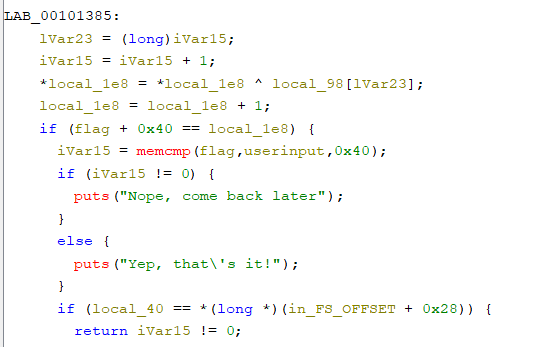 LAB_00101385:
lVar23 = (long)iVar15;
iVar15 = iVar15 + 1;
*local_1e8 = *local_1e8 ^ local_98[lVar23];
local_1e8 = local_1e8 + 1;
if (flag + 0x40 == local_1e8) {
iVar15 = memcmp(flag,userinput,0x40);
if (iVar15 != 0) {
puts("Nope, come back later");
}
else {
puts("Yep, that\'s it!");
}
if (local_40 == *(long *)(in_FS_OFFSET + 0x28)) {
return iVar15 != 0;